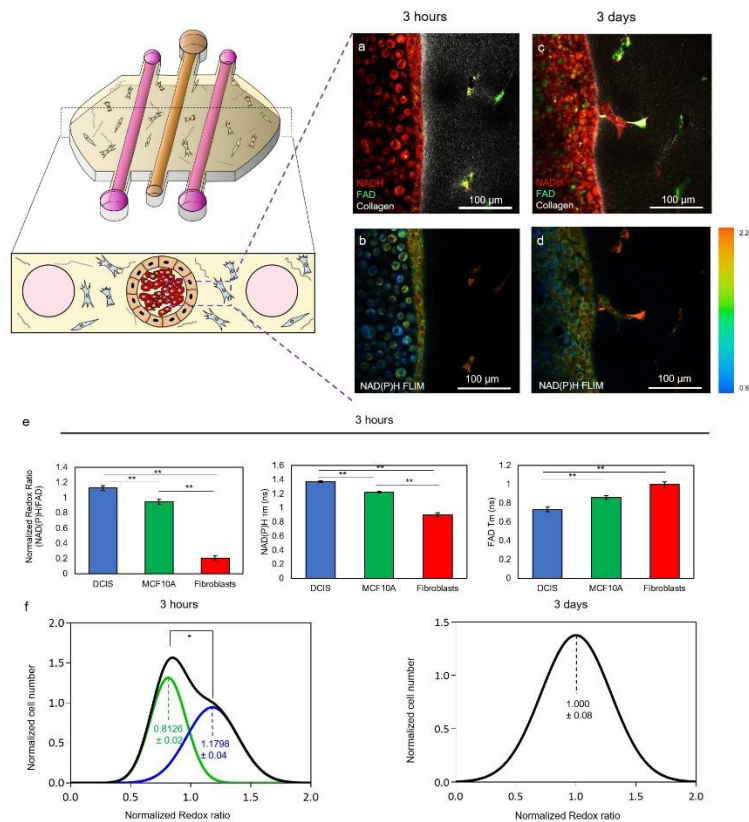 3 hours
3 days
a
NADH
FAD
Collagen
100 µm
c
NADH
FAD
Collagen
100 µm
b
NAD(P)H FLIM
100 µm
d
NAD(P)H FLIM
100 µm
2.2
0.8
e
3 hours
Normalized Redox Ratio
(NAD(P)H/FAD)
1.4
1.2
1
0.8
0.6
0.4
0.2
0
**
**
**
DCIS
MCF10A
Fibroblasts
NAD(P)H Tm (ns)
1.6
1.4
1.2
1
0.8
0.6
0.4
0.2
0
**
**
**
DCIS
MCF10A
Fibroblasts
FAD Tm (ns)
1.2
1
0.8
0.6
0.4
0.2
0
**
**
DCIS
MCF10A
Fibroblasts
f
3 hours
Normalized cell number
2.0
1.5
1.0
0.5
0.0
*
0.8126
± 0.02
1.1798
± 0.04
0.0
0.5
1.0
1.5
2.0
Normalized Redox ratio
3 days
Normalized cell number
1.5
1.0
0.5
0.0
1.000
± 0.08
0.0
0.5
1.0
1.5
2.0
Normalized Redox ratio